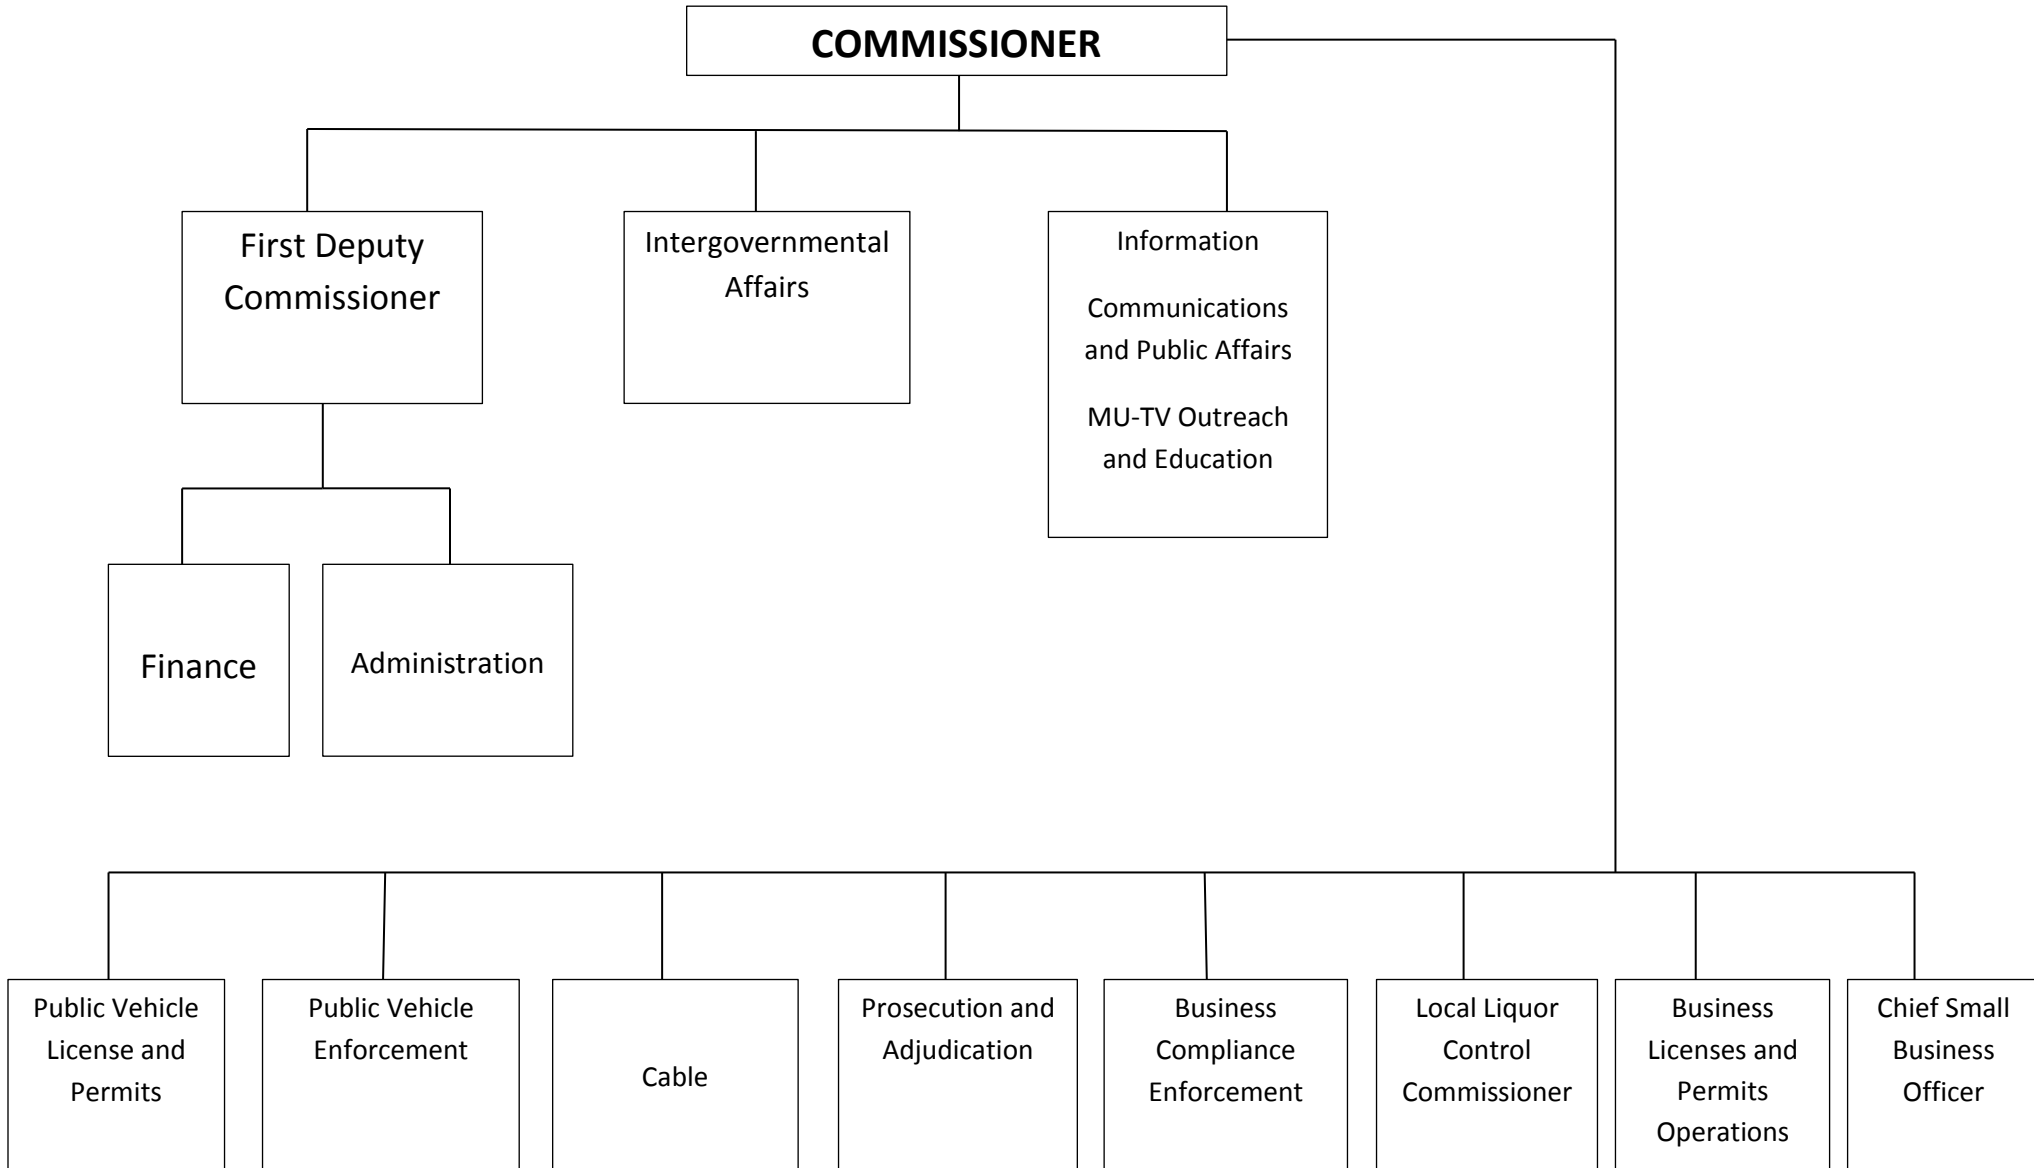 COMMISSIONER
First Deputy
Commissioner
Intergovernmental
Affairs
Information
Communications
and Public Affairs
MU-TV Outreach
and Education
Finance
Administration
Public Vehicle
License and
Permits
Public Vehicle
Enforcement
Cable
Prosecution and
Adjudication
Business
Compliance
Enforcement
Local Liquor
Control
Commissioner
Business
Licenses and
Permits
Operations
Chief Small
Business
Officer